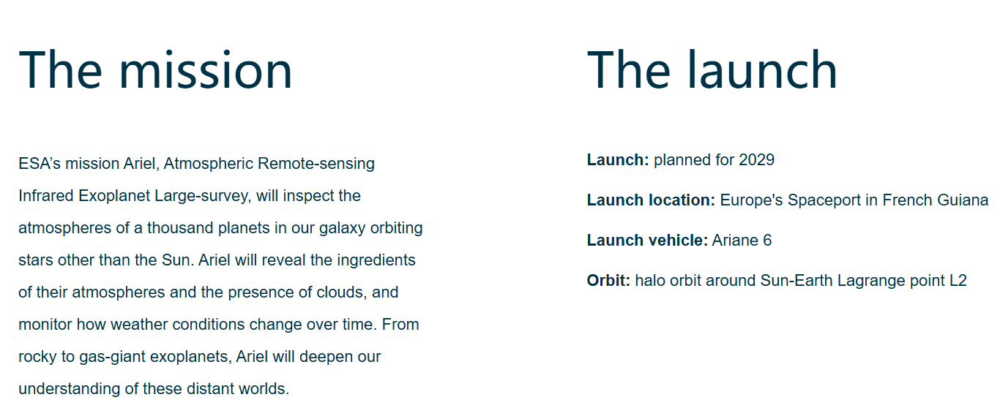 The mission
ESA’s mission Ariel, Atmospheric Remote-sensing
Infrared Exoplanet Large-survey, will inspect the
atmospheres of a thousand planets in our galaxy orbiting
stars other than the Sun. Ariel will reveal the ingredients
of their atmospheres and the presence of clouds, and
monitor how weather conditions change over time. From
rocky to gas-giant exoplanets, Ariel will deepen our
understanding of these distant worlds.
The launch
Launch: planned for 2029
Launch location: Europe's Spaceport in French Guiana
Launch vehicle: Ariane 6
Orbit: halo orbit around Sun-Earth Lagrange point L2